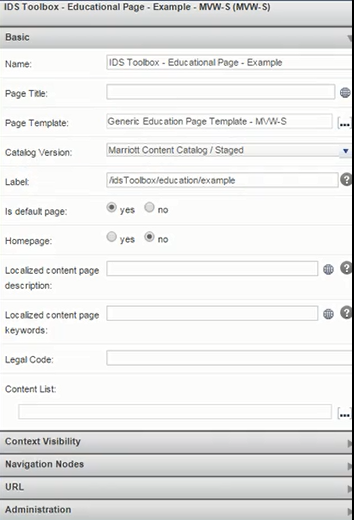 IDS Toolbox - Educational Page - Example - MVW-S (MVW-S)
Basic
Name: IDS Toolbox - Educational Page - Example
Page Title:
Page Template: Generic Education Page Template - MVW-S ...
Catalog Version: Marriott Content Catalog / Staged
Label: /idsToolbox/education/example ?
Is default page: yes no
Homepage: yes no
Localized content page ?
description:
Localized content page ?
keywords:
Legal Code:
Content List:
...
Context Visibility
Navigation Nodes
URL
Administration